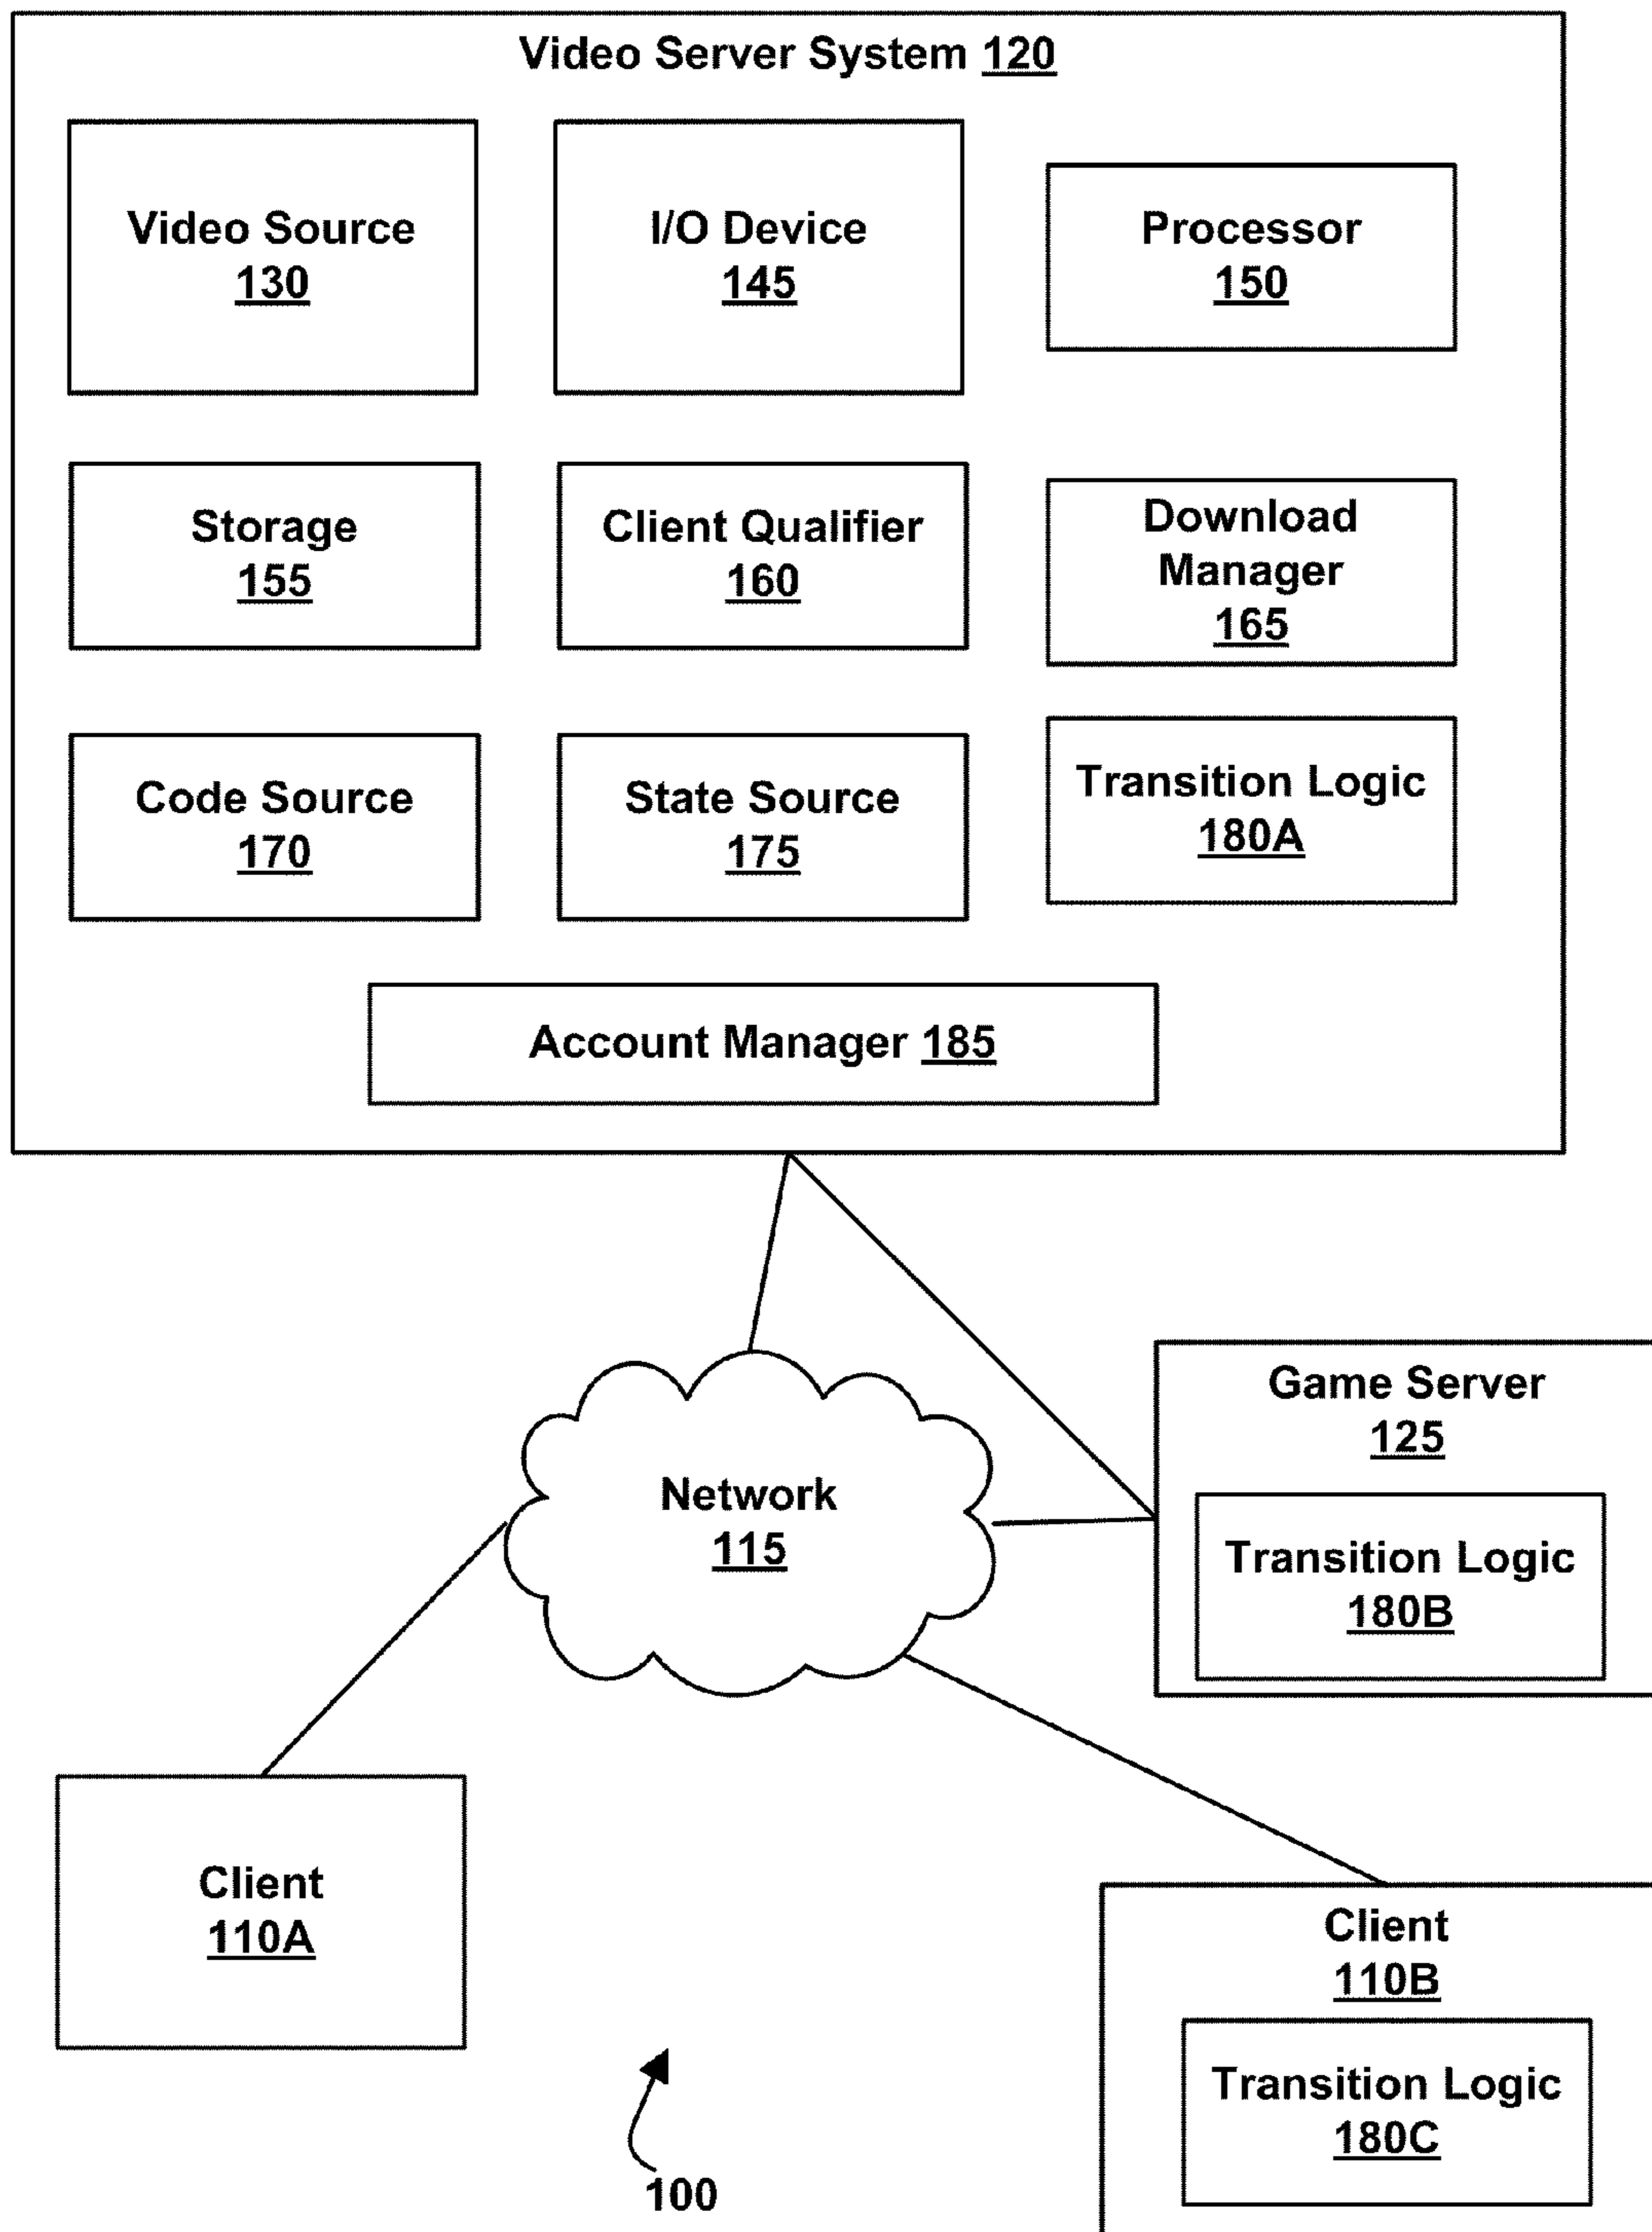 Video Server System 120
Video Source
130
I/O Device
145
Processor
150
Storage
155
Client Qualifier
160
Download
Manager
165
Code Source
170
State Source
175
Transition Logic
180A
Account Manager 185
Game Server
125
Network
115
Transition Logic
180B
Client
110A
Client
110B
Transition Logic
180C
100